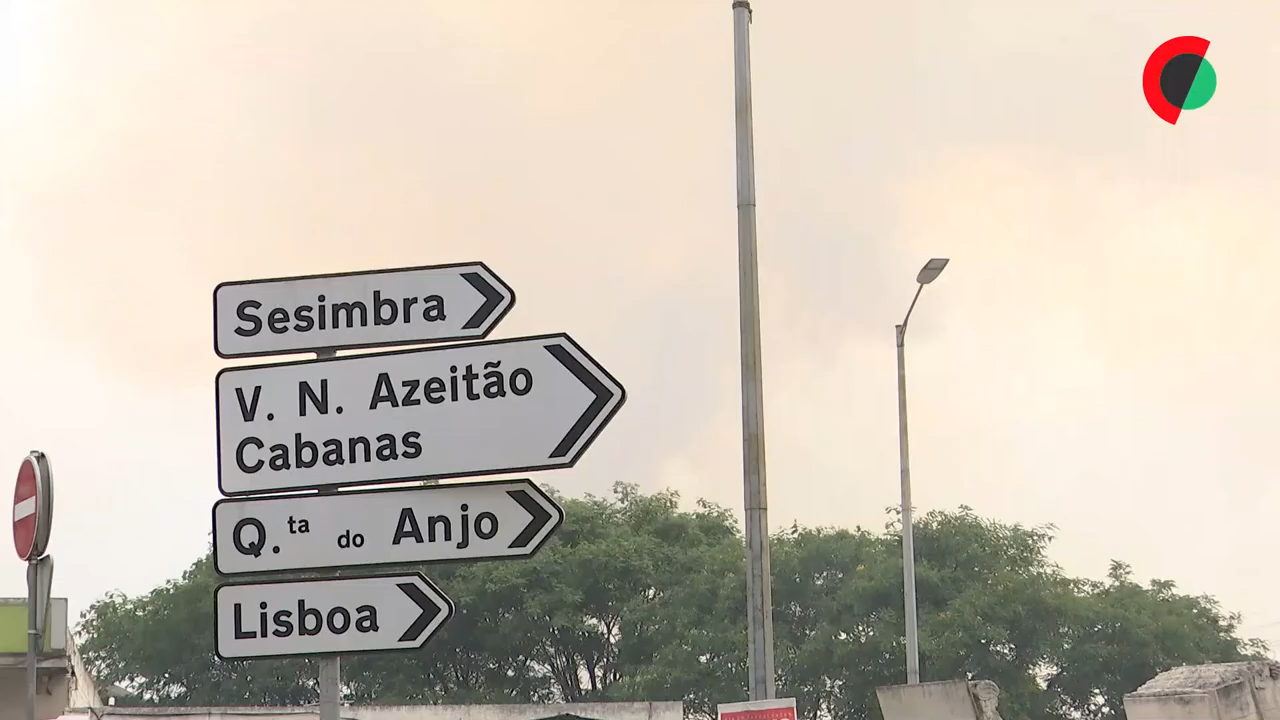 Sesimbra
V. N. Azeitão
Cabanas
Q.ta do Anjo
Lisboa